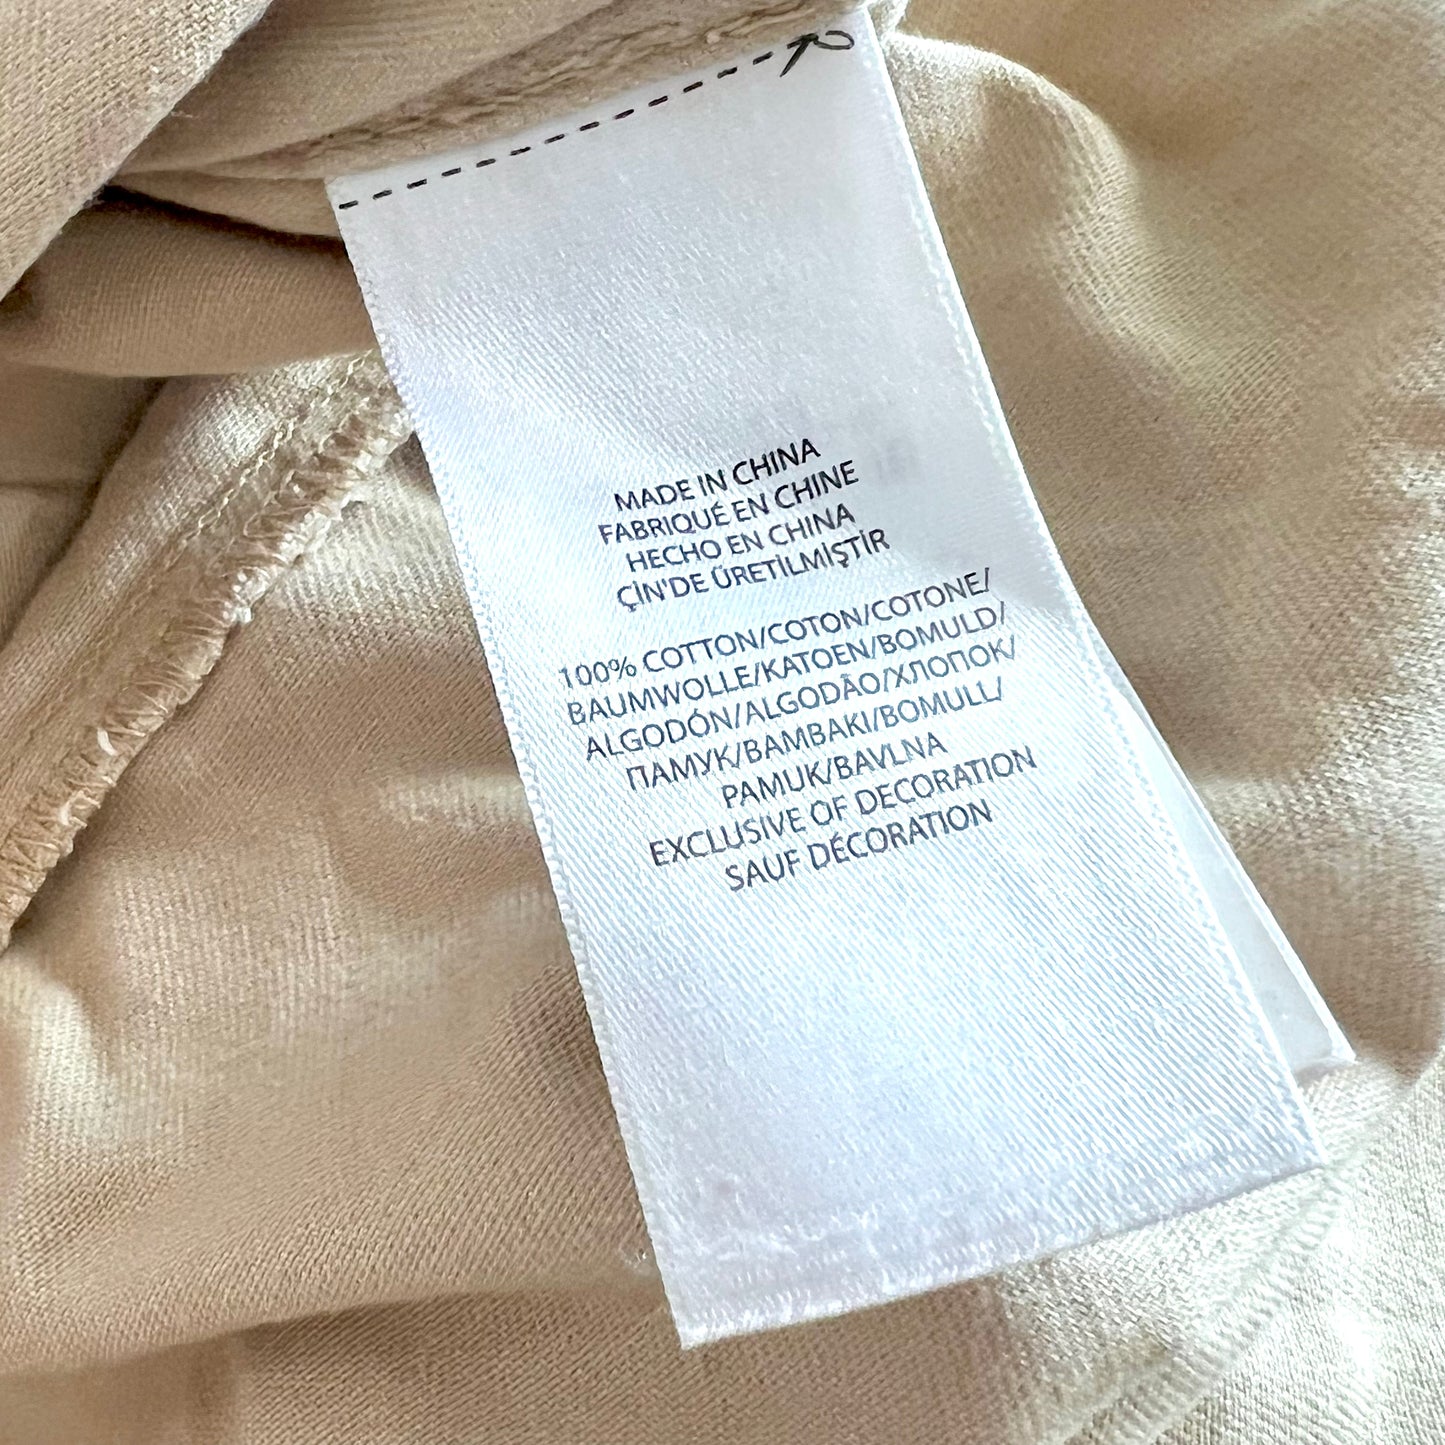 MADE IN CHINA
FABRIQUÉ EN CHINE
HECHO EN CHINA
ÇİN'DE ÜRETİLMİŞTİR
100% COTTON/COTON/COTONE/
BAUMWOLLE/KATOEN/BOMULD/
ALGODÓN/ALGODÃO/ХЛОПОК/
ПАМУК/BAMBAKI/BOMULL/
PAMUK/BAVLNA
EXCLUSIVE OF DECORATION
SAUF DÉCORATION